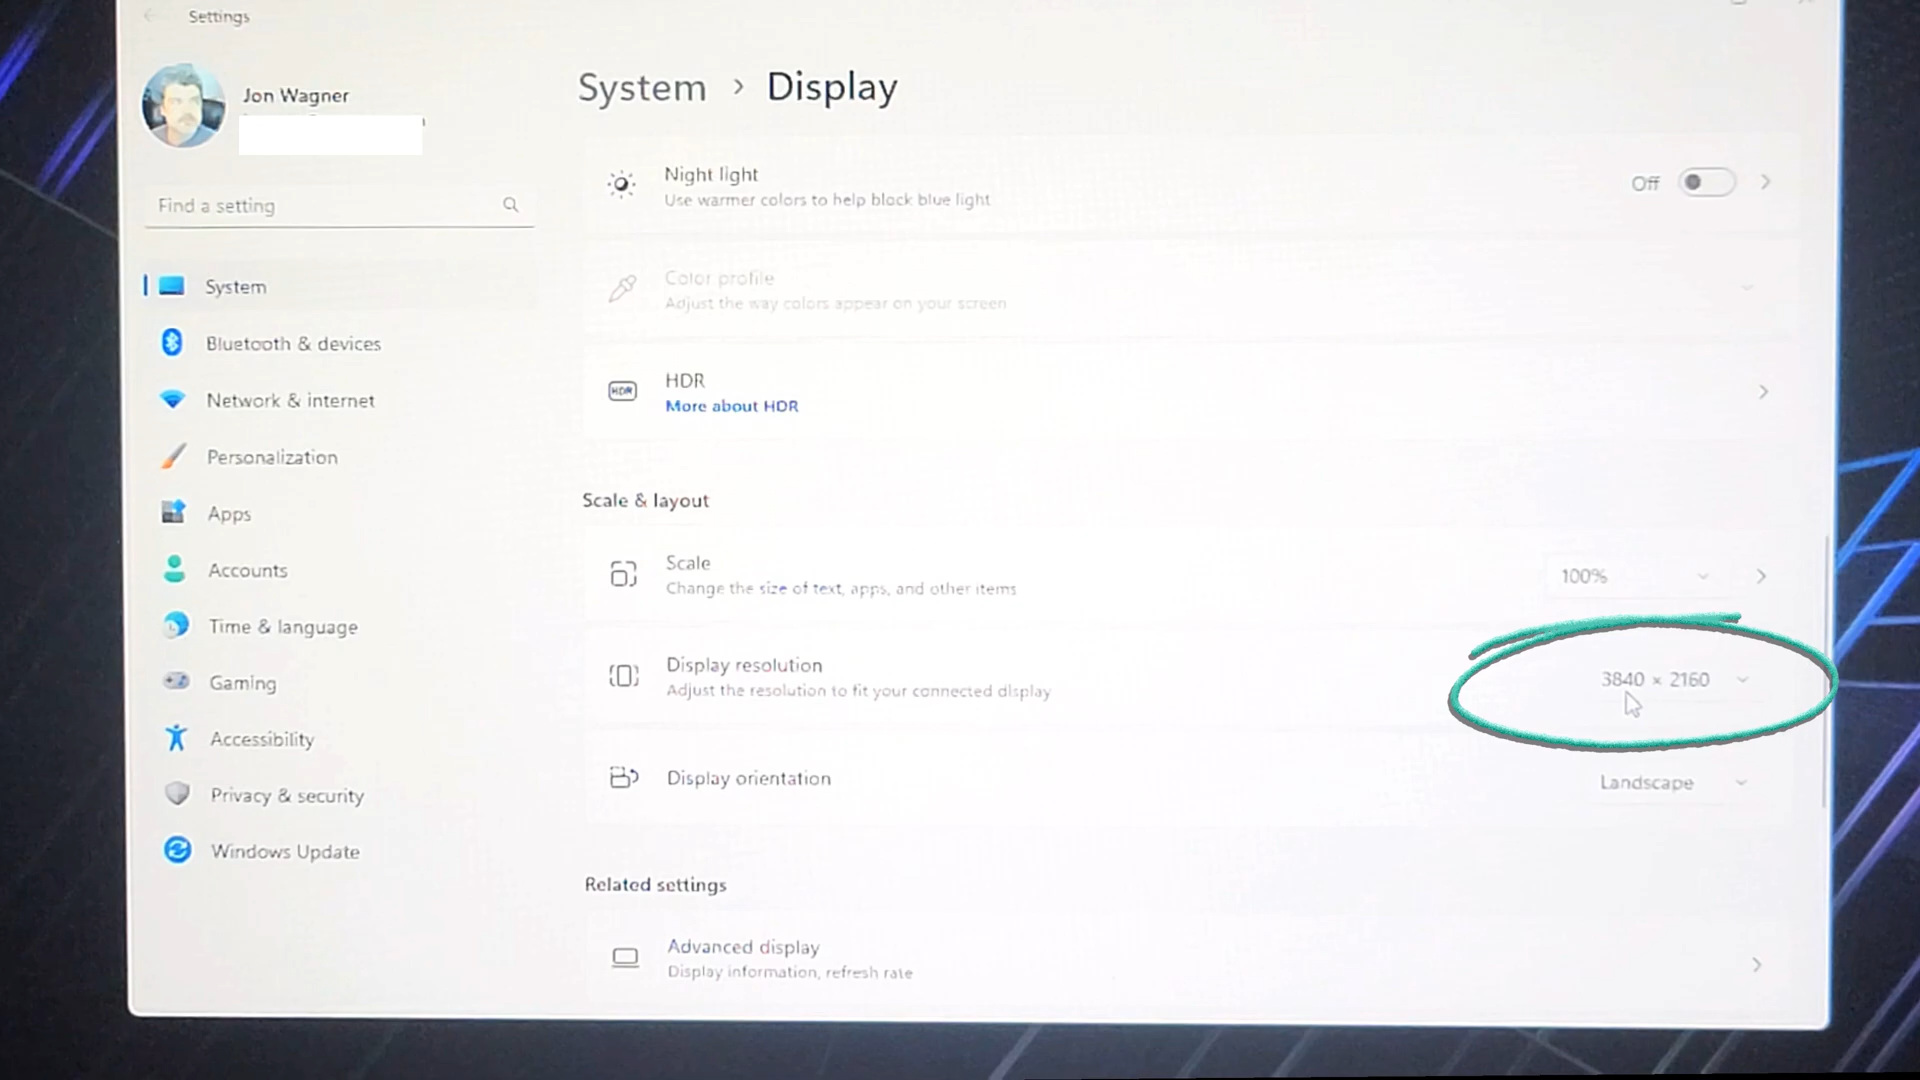 Settings
Jon Wagner
Find a setting
System
Bluetooth & devices
Network & internet
Personalization
Apps
Accounts
Time & language
Gaming
Accessibility
Privacy & security
Windows Update
System > Display
Night light
Use warmer colors to help block blue light
Off
Color profile
Adjust the way colors appear on your screen
HDR
HDR
More about HDR
Scale & layout
Scale
Change the size of text, apps, and other items
100%
Display resolution
Adjust the resolution to fit your connected display
3840 × 2160
Display orientation
Landscape
Related settings
Advanced display
Display information, refresh rate